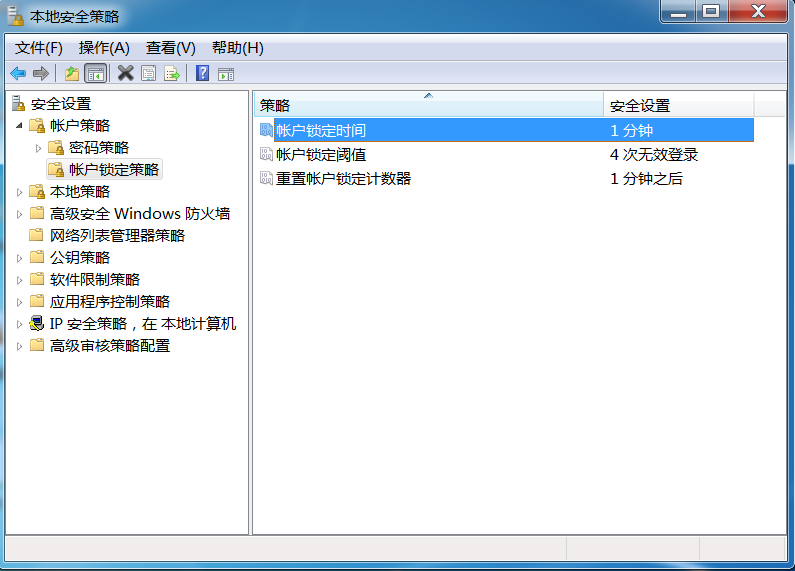 本地安全策略
文件(F) 操作(A) 查看(V) 帮助(H)
安全设置
帐户策略
密码策略
帐户锁定策略
本地策略
高级安全 Windows 防火墙
网络列表管理器策略
公钥策略
软件限制策略
应用程序控制策略
IP 安全策略，在 本地计算机
高级审核策略配置
策略 安全设置
帐户锁定时间 1 分钟
帐户锁定阈值 4 次无效登录
重置帐户锁定计数器 1 分钟之后